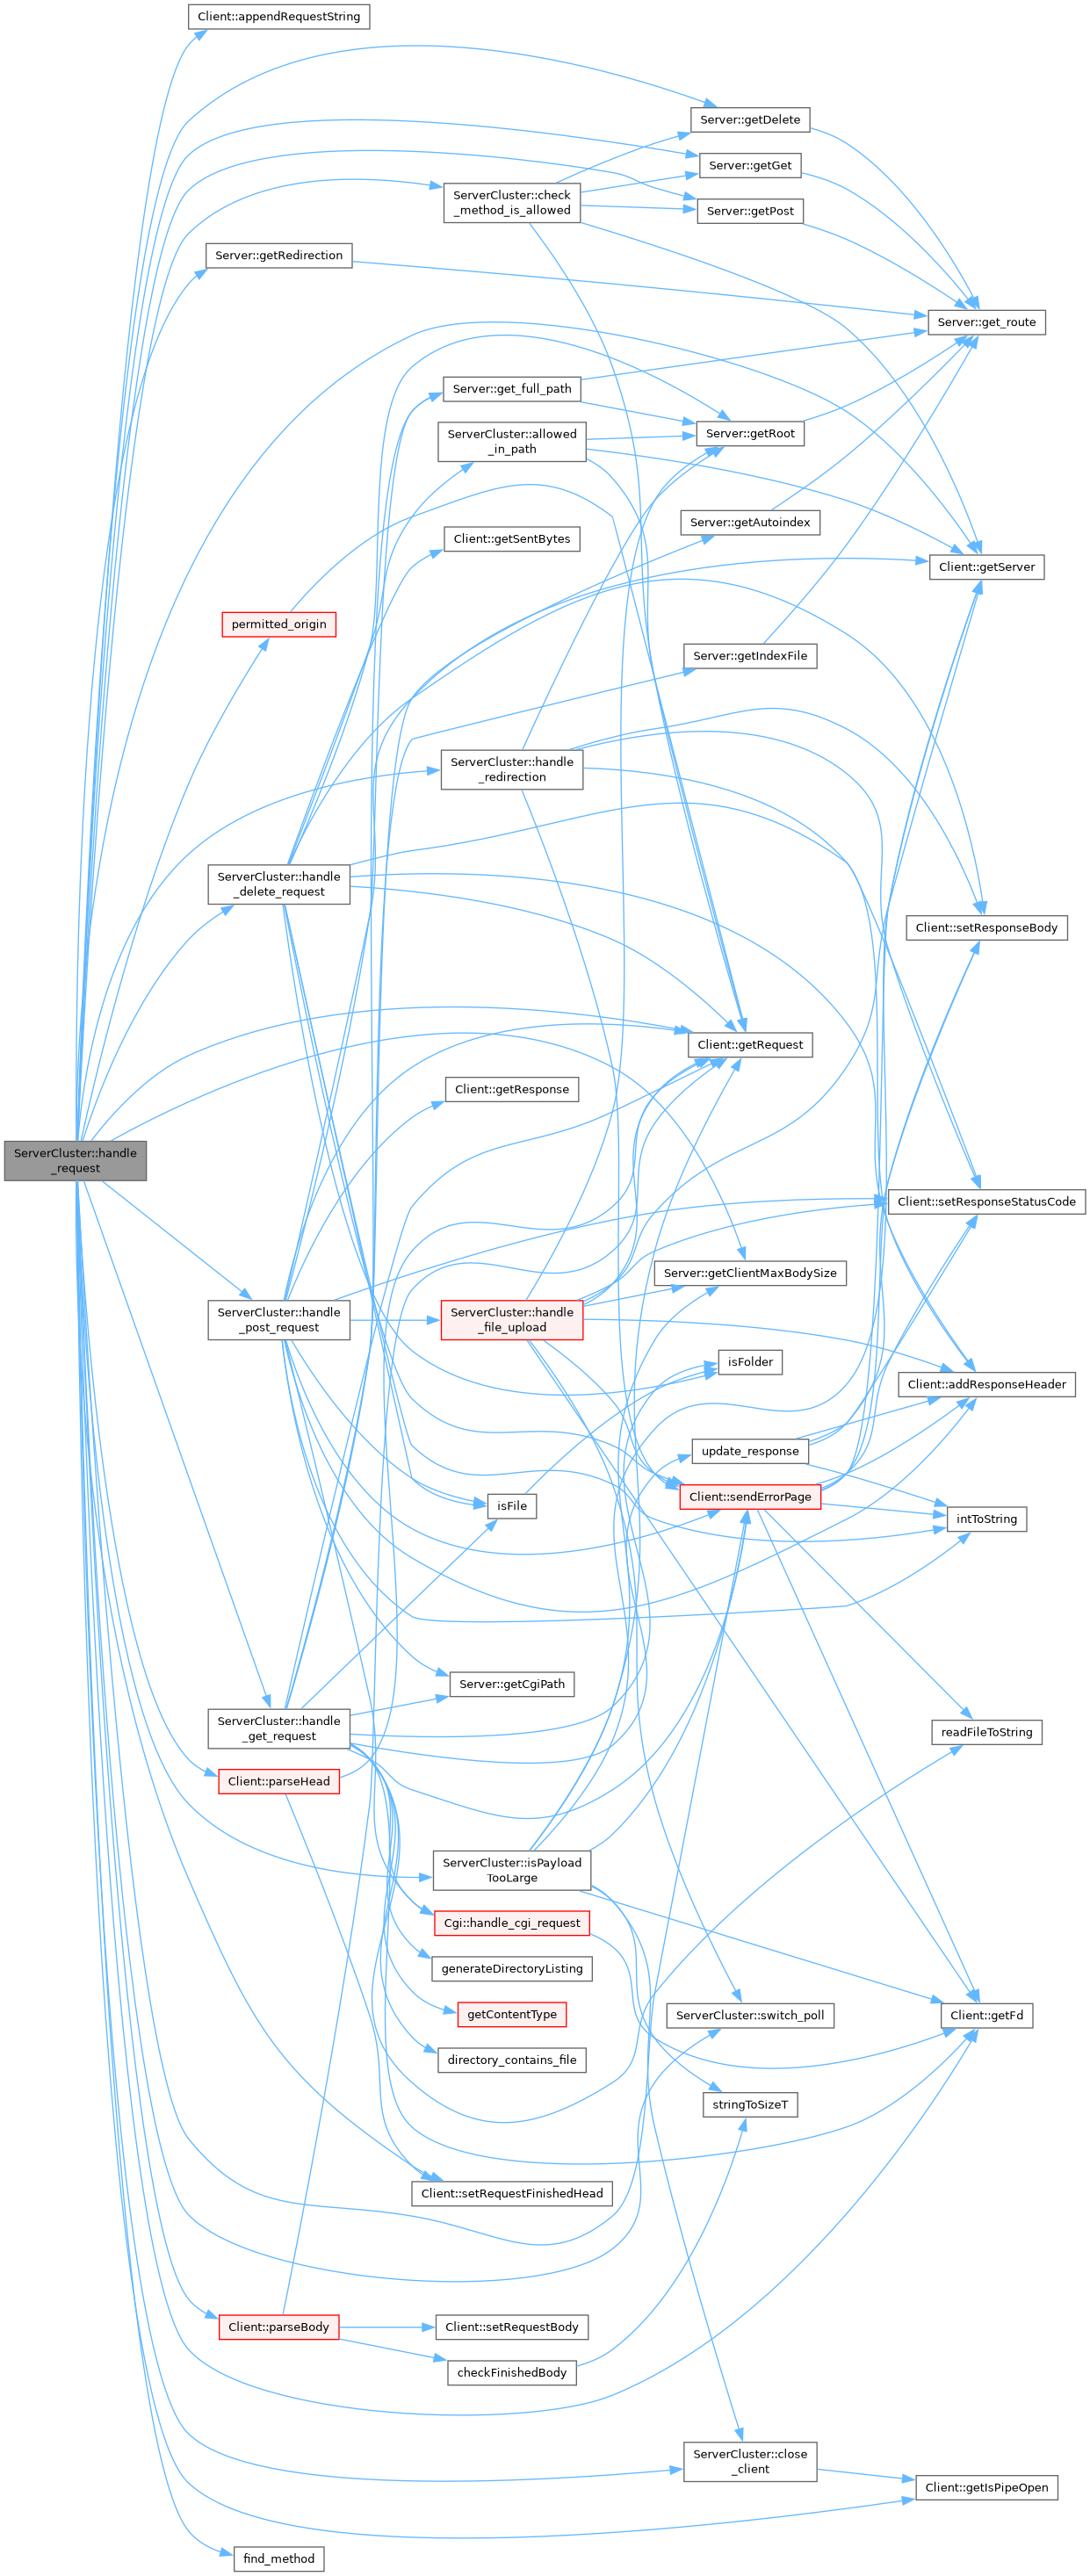 Client::appendRequestString
Server::getDelete
Server::getGet
ServerCluster::check
_method_is_allowed
Server::getPost
Server::getRedirection
Server::get_route
Server::get_full_path
ServerCluster::allowed
_in_path
Server::getRoot
Server::getAutoindex
Client::getSentBytes
Client::getServer
permitted_origin
Server::getIndexFile
ServerCluster::handle
_redirection
ServerCluster::handle
_delete_request
Client::setResponseBody
Client::getRequest
Client::getResponse
ServerCluster::handle
_request
Client::setResponseStatusCode
Server::getClientMaxBodySize
ServerCluster::handle
_post_request
ServerCluster::handle
_file_upload
isFolder
Client::addResponseHeader
update_response
Client::sendErrorPage
isFile
intToString
Server::getCgiPath
ServerCluster::handle
_get_request
readFileToString
Client::parseHead
ServerCluster::isPayload
TooLarge
Cgi::handle_cgi_request
generateDirectoryListing
getContentType
ServerCluster::switch_poll
Client::getFd
directory_contains_file
stringToSizeT
Client::setRequestFinishedHead
Client::parseBody
Client::setRequestBody
checkFinishedBody
ServerCluster::close
_client
Client::getIsPipeOpen
find_method